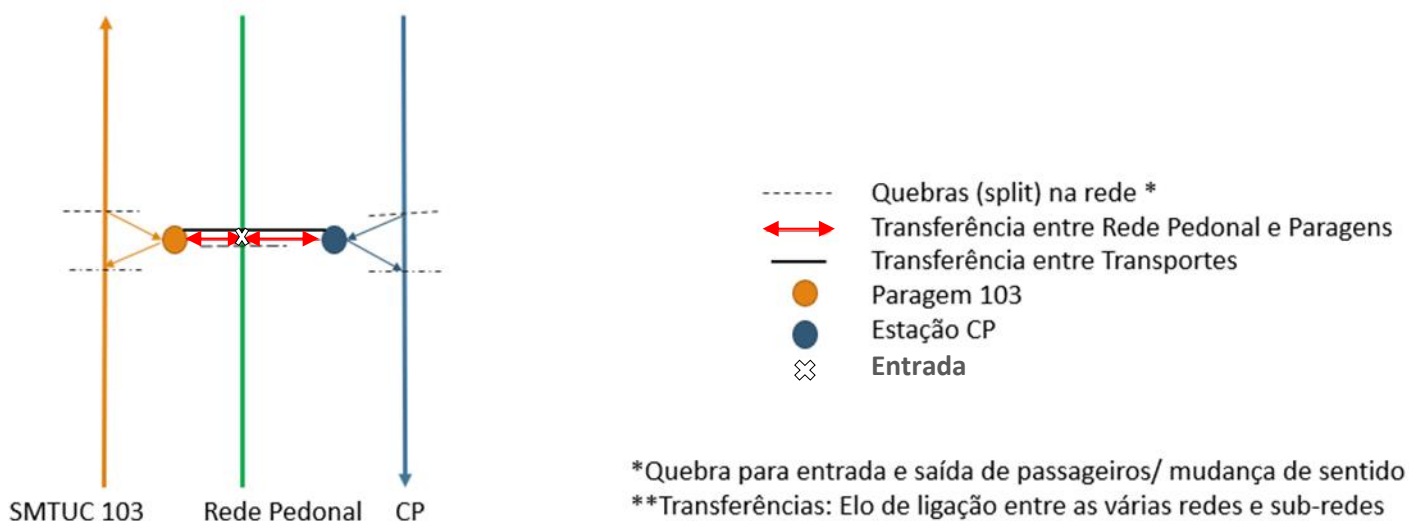 Quebras (split) na rede *
Transferência entre Rede Pedonal e Paragens
Transferência entre Transportes
Paragem 103
Estação CP
Entrada
*Quebra para entrada e saída de passageiros/ mudança de sentido
**Transferências: Elo de ligação entre as várias redes e sub-redes
SMTUC 103 Rede Pedonal CP